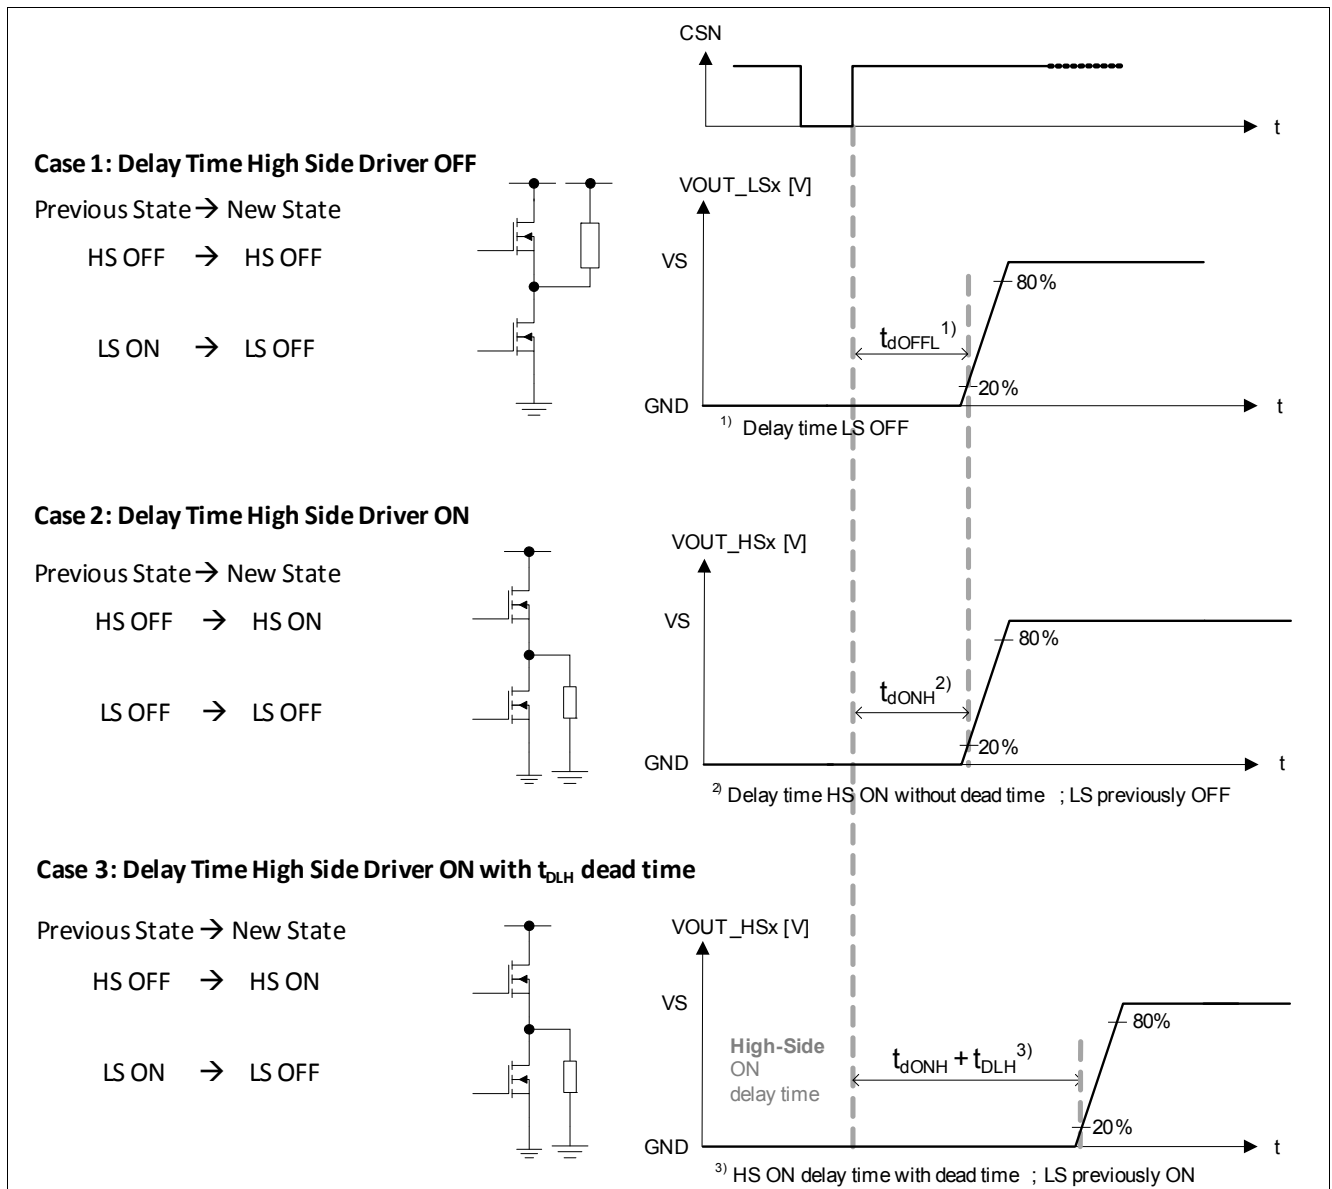 CSN
t
Case 1: Delay Time High Side Driver OFF
Previous State → New State
HS OFF → HS OFF
LS ON → LS OFF
VOUT_LSx [V]
VS
80%
tdOFFL 1)
20%
GND
t
1) Delay time LS OFF
Case 2: Delay Time High Side Driver ON
Previous State → New State
HS OFF → HS ON
LS OFF → LS OFF
VOUT_HSx [V]
VS
80%
tdONH 2)
20%
GND
t
2) Delay time HS ON without dead time ; LS previously OFF
Case 3: Delay Time High Side Driver ON with tDLH dead time
Previous State → New State
HS OFF → HS ON
LS ON → LS OFF
VOUT_HSx [V]
VS
80%
High-Side
ON
delay time
tdONH + tDLH 3)
20%
GND
t
3) HS ON delay time with dead time ; LS previously ON